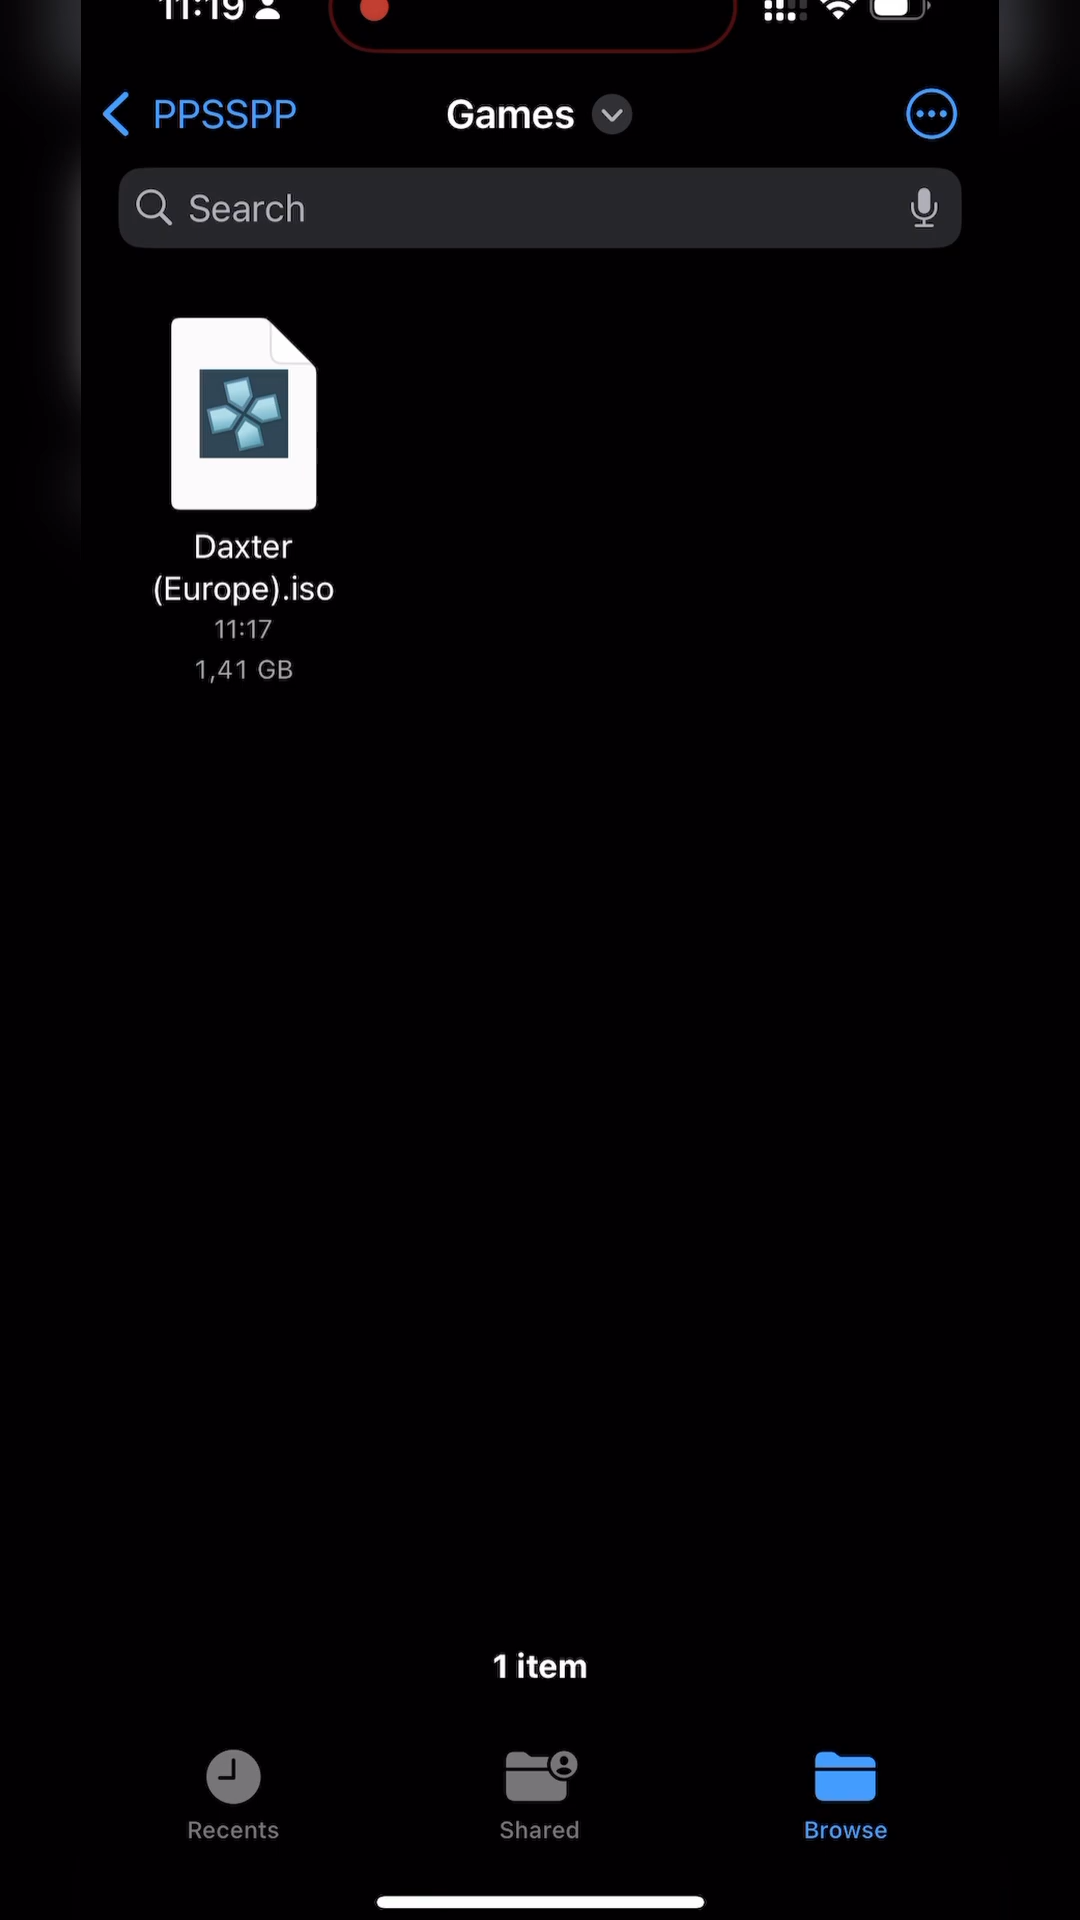 11:19
PPSSPP
Games
Search
Daxter
(Europe).iso
11:17
1,41 GB
1 item
Recents
Shared
Browse